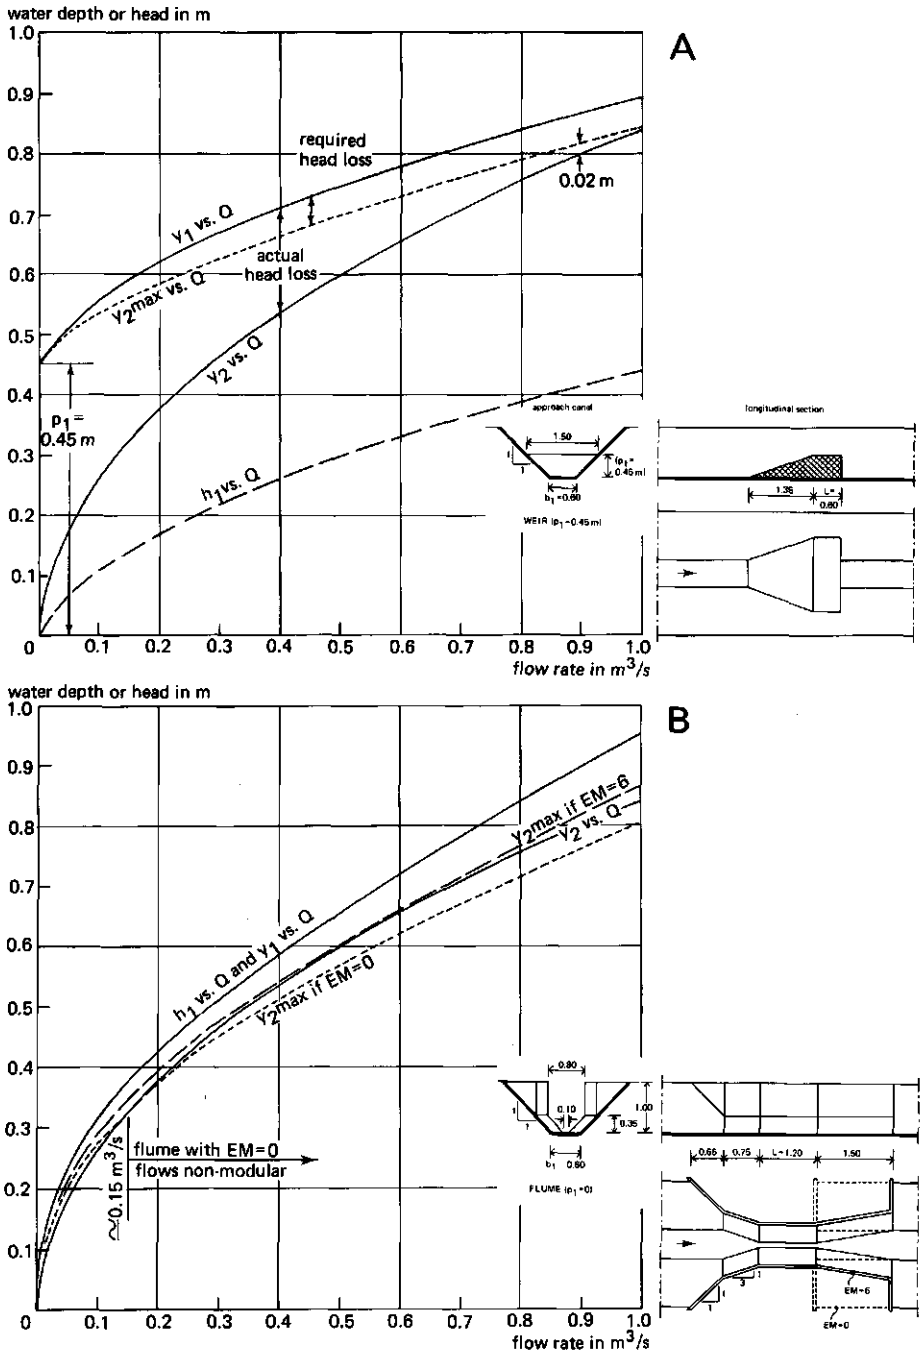 water depth or head in m
A
1.0
0.9
0.8
0.7
0.6
0.5
0.4
0.3
0.2
0.1
0
required
head loss
0.02 m
y1 vs. Q
y2max vs. Q
actual
head loss
y2 vs. Q
p1=
0.45 m
h1 vs. Q
0.1 0.2 0.3 0.4 0.5 0.6 0.7 0.8 0.9 1.0
flow rate in m3/s
approach canal
1.50
1
1
(p1=
0.45 m)
b1=0.60
WEIR (p1=0.45 m)
longitudinal section
1.35
L=
0.60
water depth or head in m
B
1.0
0.9
0.8
0.7
0.6
0.5
0.4
0.3
0.2
0.1
0
y2max if EM=6
y2 vs. Q
h1 vs. Q and y1 vs. Q
y2max if EM=0
≃0.15 m3/s
flume with EM=0
flows non-modular
0 0.1 0.2 0.3 0.4 0.5 0.6 0.7 0.8 0.9 1.0
flow rate in m3/s
0.10
1
1
1.00
0.35
b1 0.60
FLUME (p1=0)
0.75
L=1.20
1.50
1
1
3
1
EM=6
EM=0